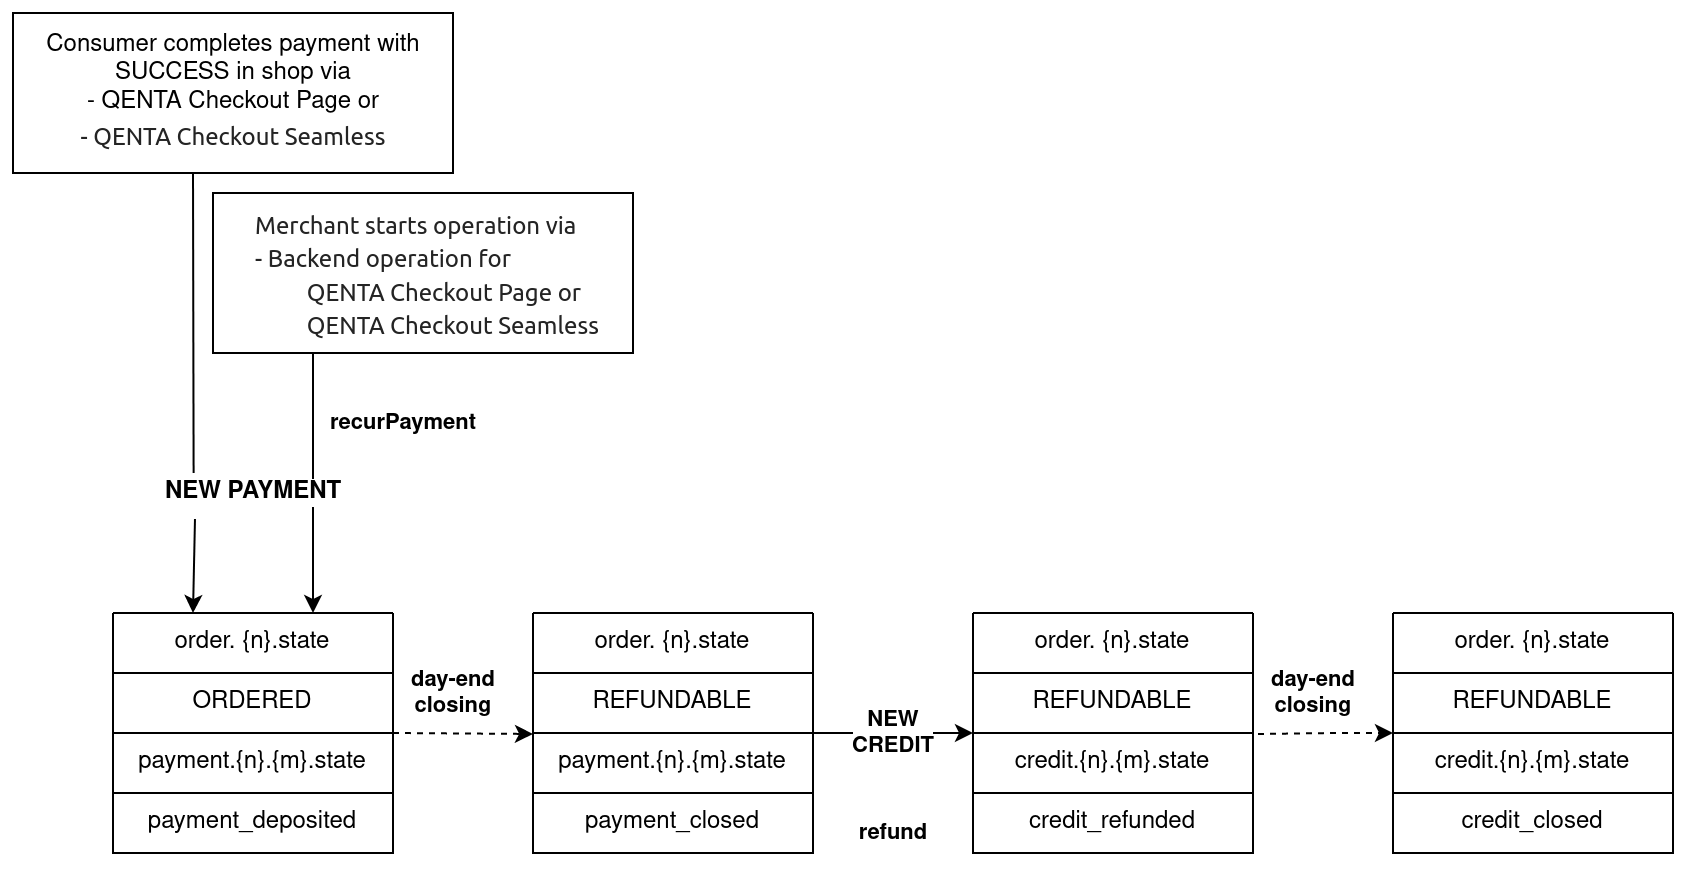 Consumer completes payment with
SUCCESS in shop via
- QENTA Checkout Page or
- QENTA Checkout Seamless
Merchant starts operation via
- Backend operation for
QENTA Checkout Page or
QENTA Checkout Seamless
recurPayment
NEW PAYMENT
order. {n}.state
ORDERED
payment.{n}.{m}.state
payment_deposited
day-end
closing
order. {n}.state
REFUNDABLE
payment.{n}.{m}.state
payment_closed
NEW
CREDIT
refund
order. {n}.state
REFUNDABLE
credit.{n}.{m}.state
credit_refunded
day-end
closing
order. {n}.state
REFUNDABLE
credit.{n}.{m}.state
credit_closed